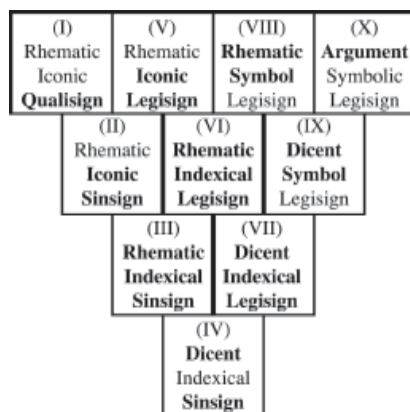 (I)
Rhematic
Iconic
Qualisign
(V)
Rhematic
Iconic
Legisign
(VIII)
Rhematic
Symbol
Legisign
(X)
Argument
Symbolic
Legisign
(II)
Rhematic
Iconic
Sinsign
(VI)
Rhematic
Indexical
Legisign
(IX)
Dicent
Symbol
Legisign
(III)
Rhematic
Indexical
Sinsign
(VII)
Dicent
Indexical
Legisign
(IV)
Dicent
Indexical
Sinsign